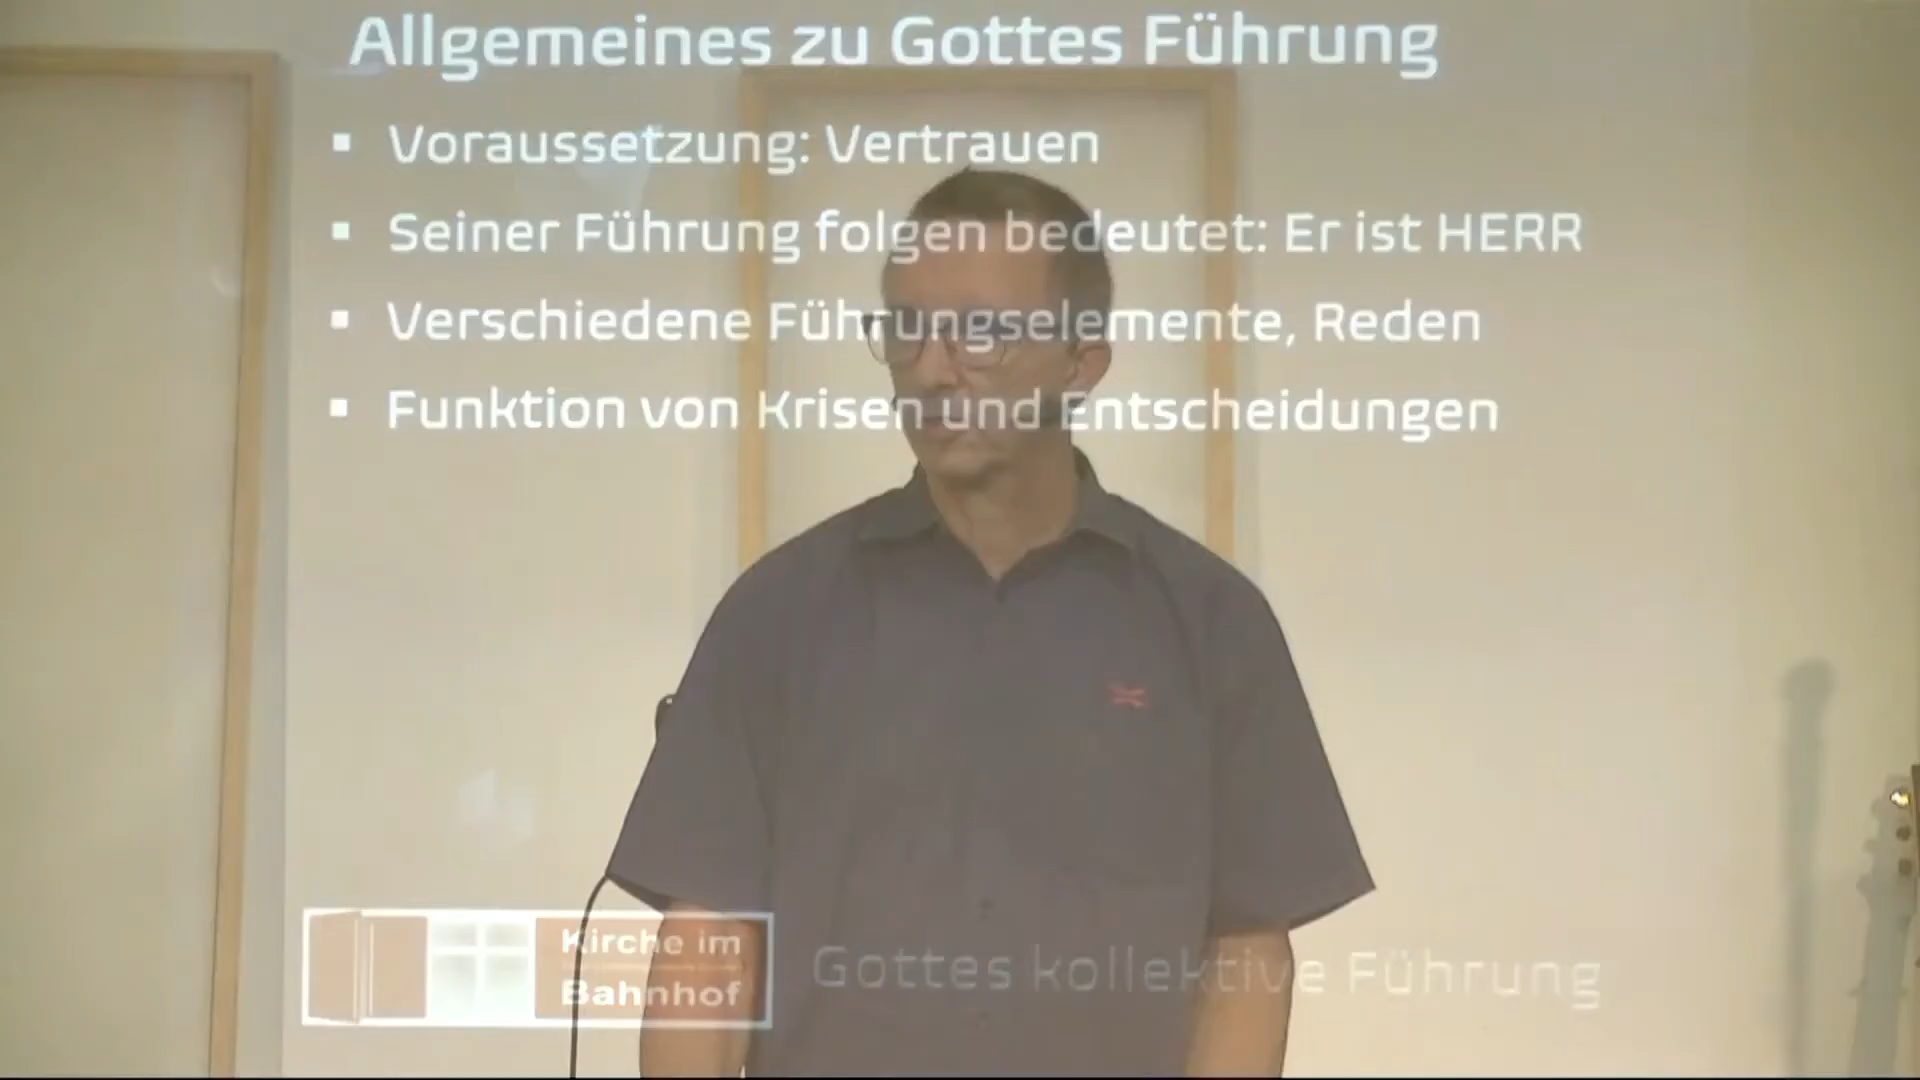 Allgemeines zu Gottes Führung
▪ Voraussetzung: Vertrauen
▪ Seiner Führung folgen bedeutet: Er ist HERR
▪ Verschiedene Führungselemente, Reden
▪ Funktion von Krisen und Entscheidungen
Kirche im
Bahnhof
Gottes kollektive Führung